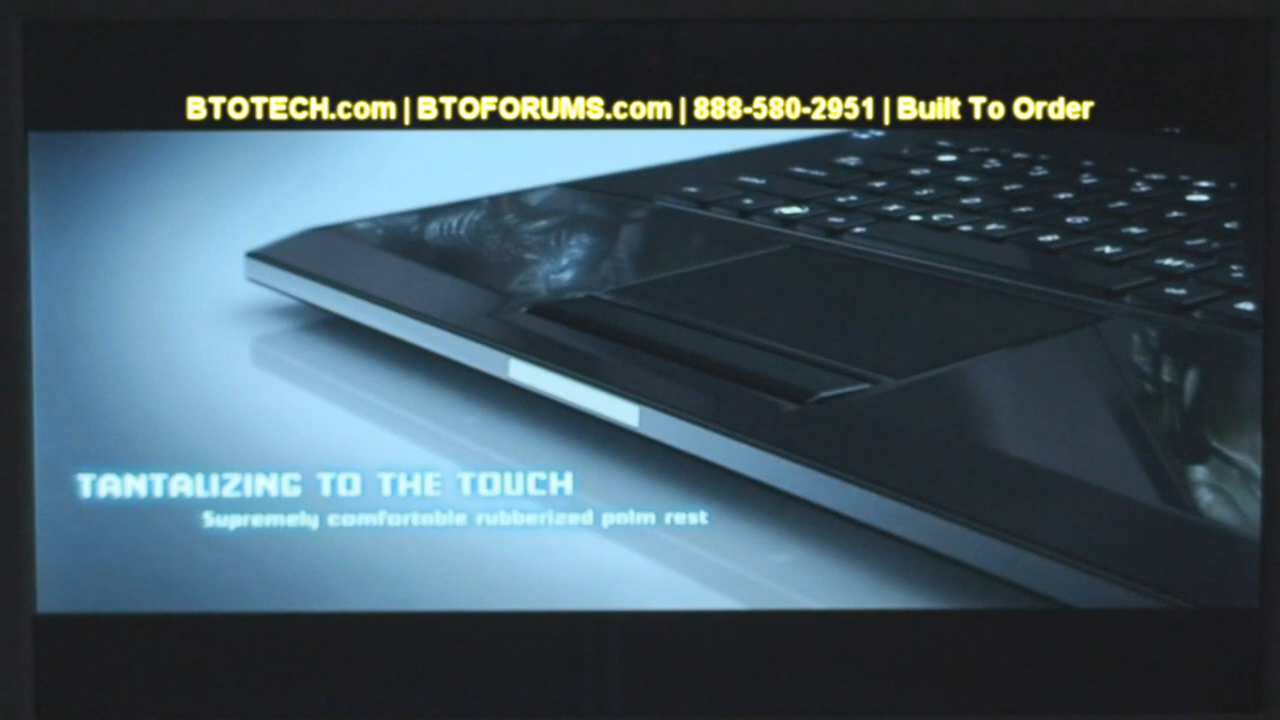 BTOTECH.com | BTOFORUMS.com | 888-580-2951 | Built To Order
TANTALIZING TO THE TOUCH
Supremely comfortable rubberized palm rest